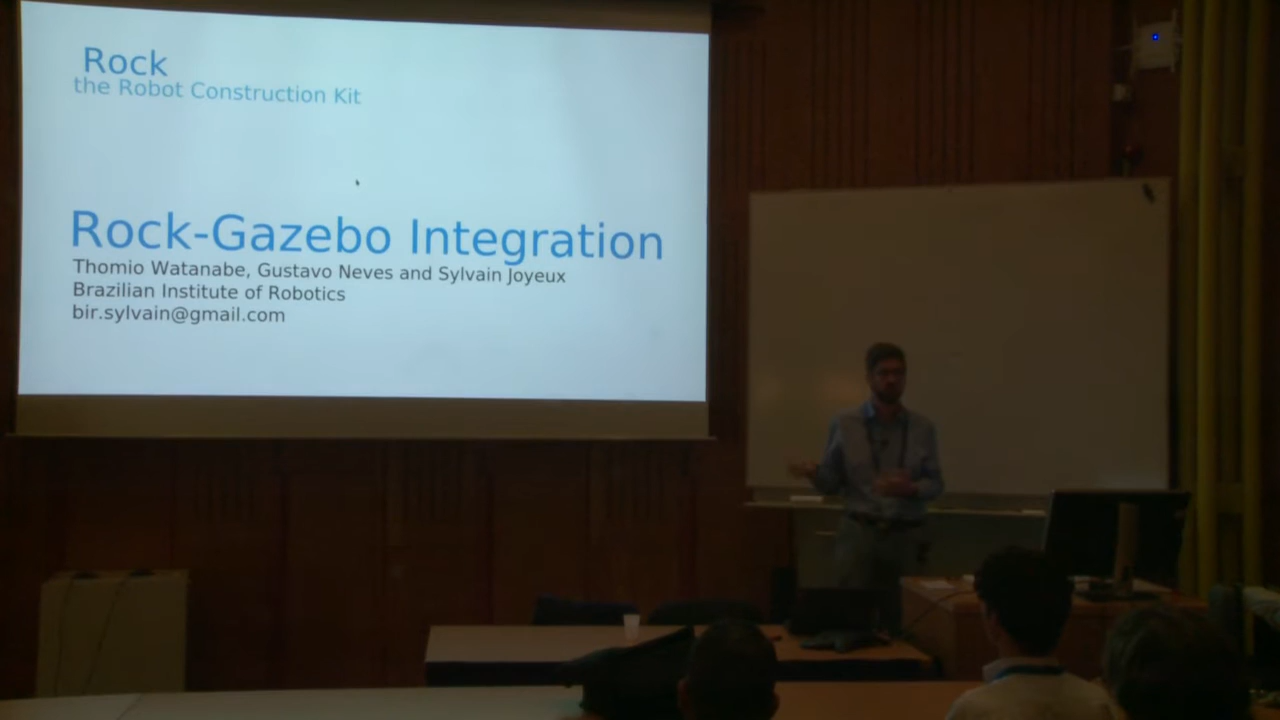 Rock
the Robot Construction Kit
Rock-Gazebo Integration
Thomio Watanabe, Gustavo Neves and Sylvain Joyeux
Brazilian Institute of Robotics
bir.sylvain@gmail.com